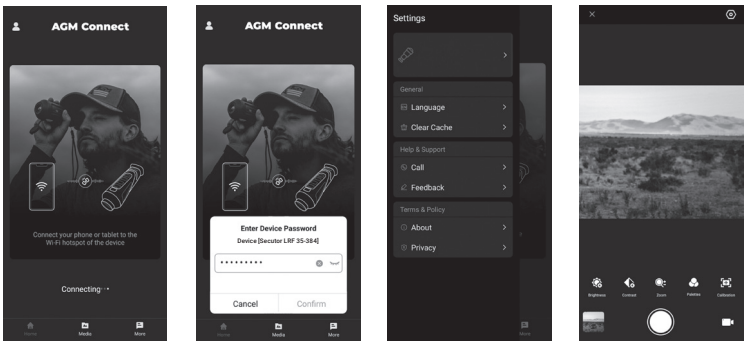 AGM Connect
Connect your phone or tablet to the
Wi-Fi hotspot of the device
Connecting···
Home
Media
More
AGM Connect
Enter Device Password
Device [Secutor LRF 35-384]
Cancel
Confirm
Home
Media
More
Settings
General
Language
Clear Cache
Help & Support
Call
Feedback
Terms & Policy
About
Privacy
More
Brightness
Contrast
Zoom
Palettes
Calibration